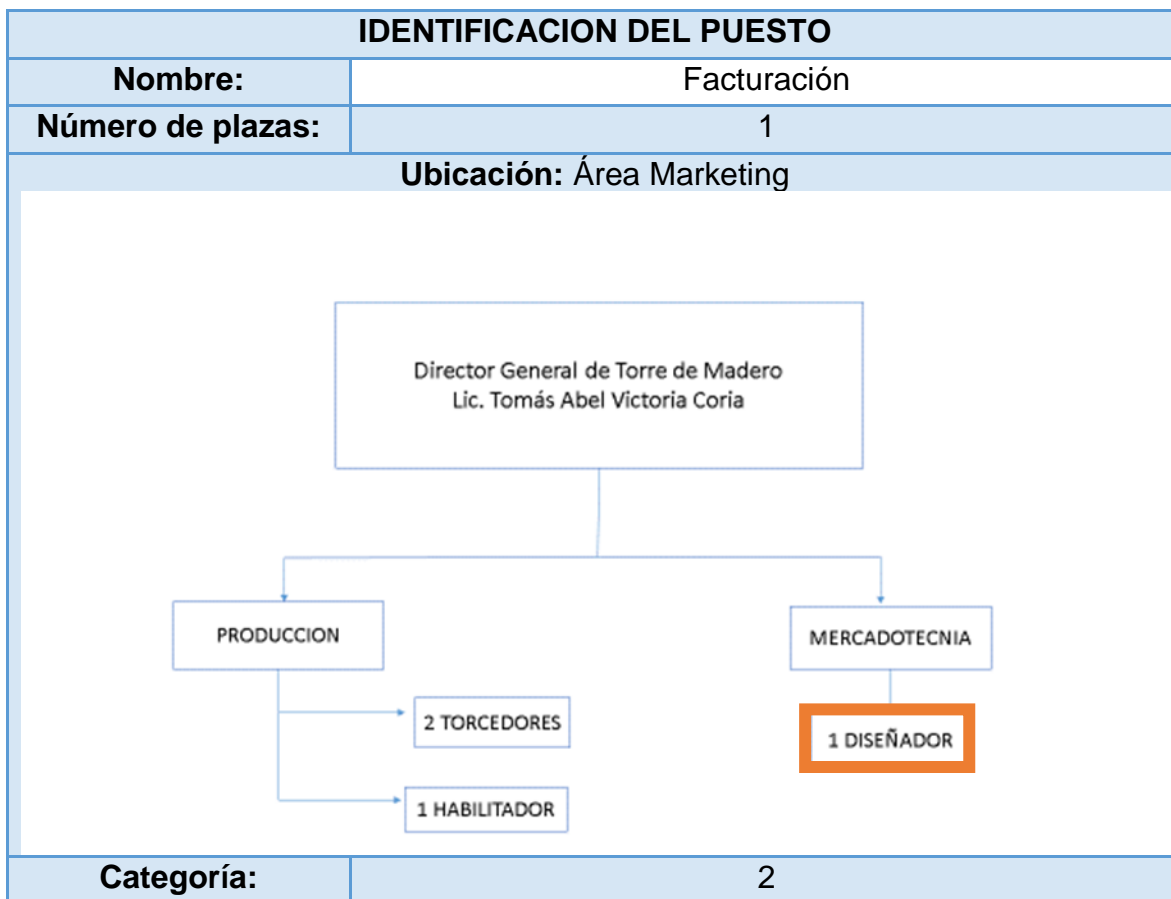 IDENTIFICACION DEL PUESTO
Nombre: Facturación
Número de plazas: 1
Ubicación: Área Marketing
Director General de Torre de Madero
Lic. Tomás Abel Victoria Coria
PRODUCCION
MERCADOTECNIA
2 TORCEDORES
1 DISEÑADOR
1 HABILITADOR
Categoría: 2